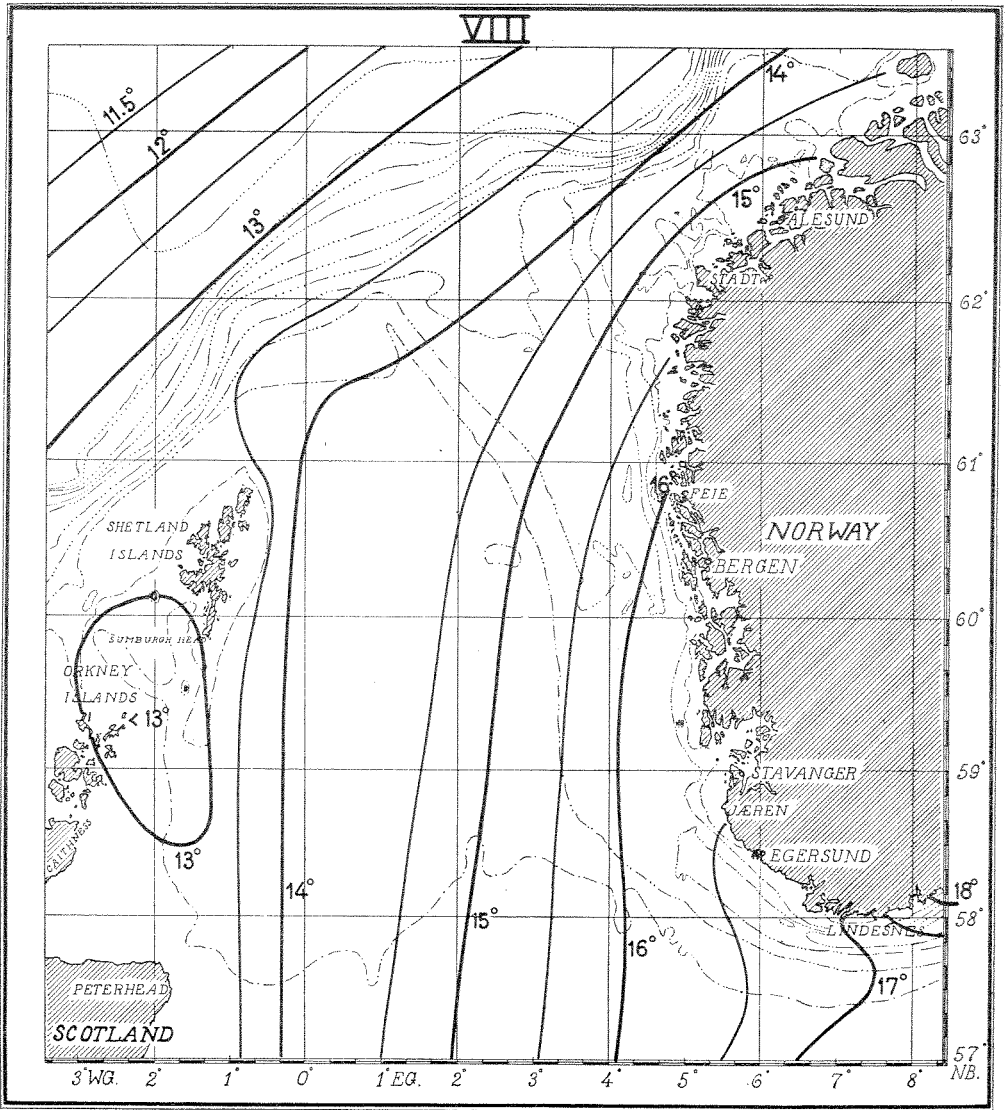 VIII
11.5°
12°
13°
14°
15°
63°
ÅLESUND
STADT
62°
61°
16°
FEIE
SHETLAND
ISLANDS
NORWAY
BERGEN
60°
SUMBURGH HEAD
ORKNEY
ISLANDS
< 13°
59°
STAVANGER
JÆREN
CAITHNESS
13°
EGERSUND
14°
18°
58°
15°
LINDESNES
16°
17°
PETERHEAD
SCOTLAND
57°
3° WG. 2° 1° 0° 1° EG. 2° 3° 4° 5° 6° 7° 8° NB.